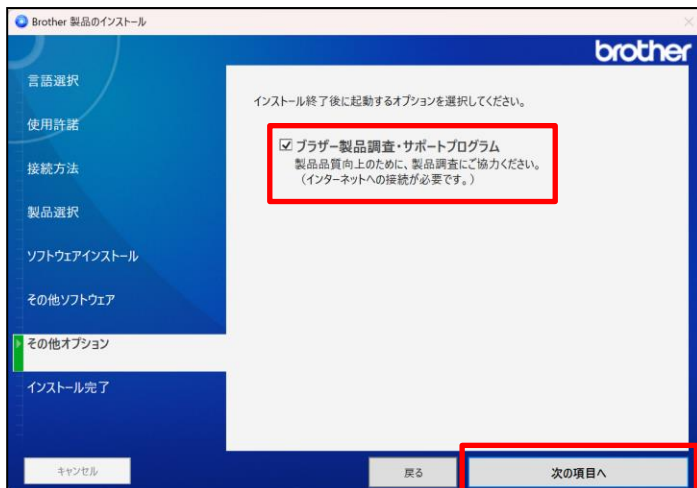 Brother 製品のインストール
brother
言語選択
使用許諾
接続方法
製品選択
ソフトウェアインストール
その他ソフトウェア
その他オプション
インストール完了
インストール終了後に起動するオプションを選択してください。
ブラザー製品調査・サポートプログラム
製品品質向上のために、製品調査にご協力ください。
（インターネットへの接続が必要です。）
キャンセル
戻る
次の項目へ